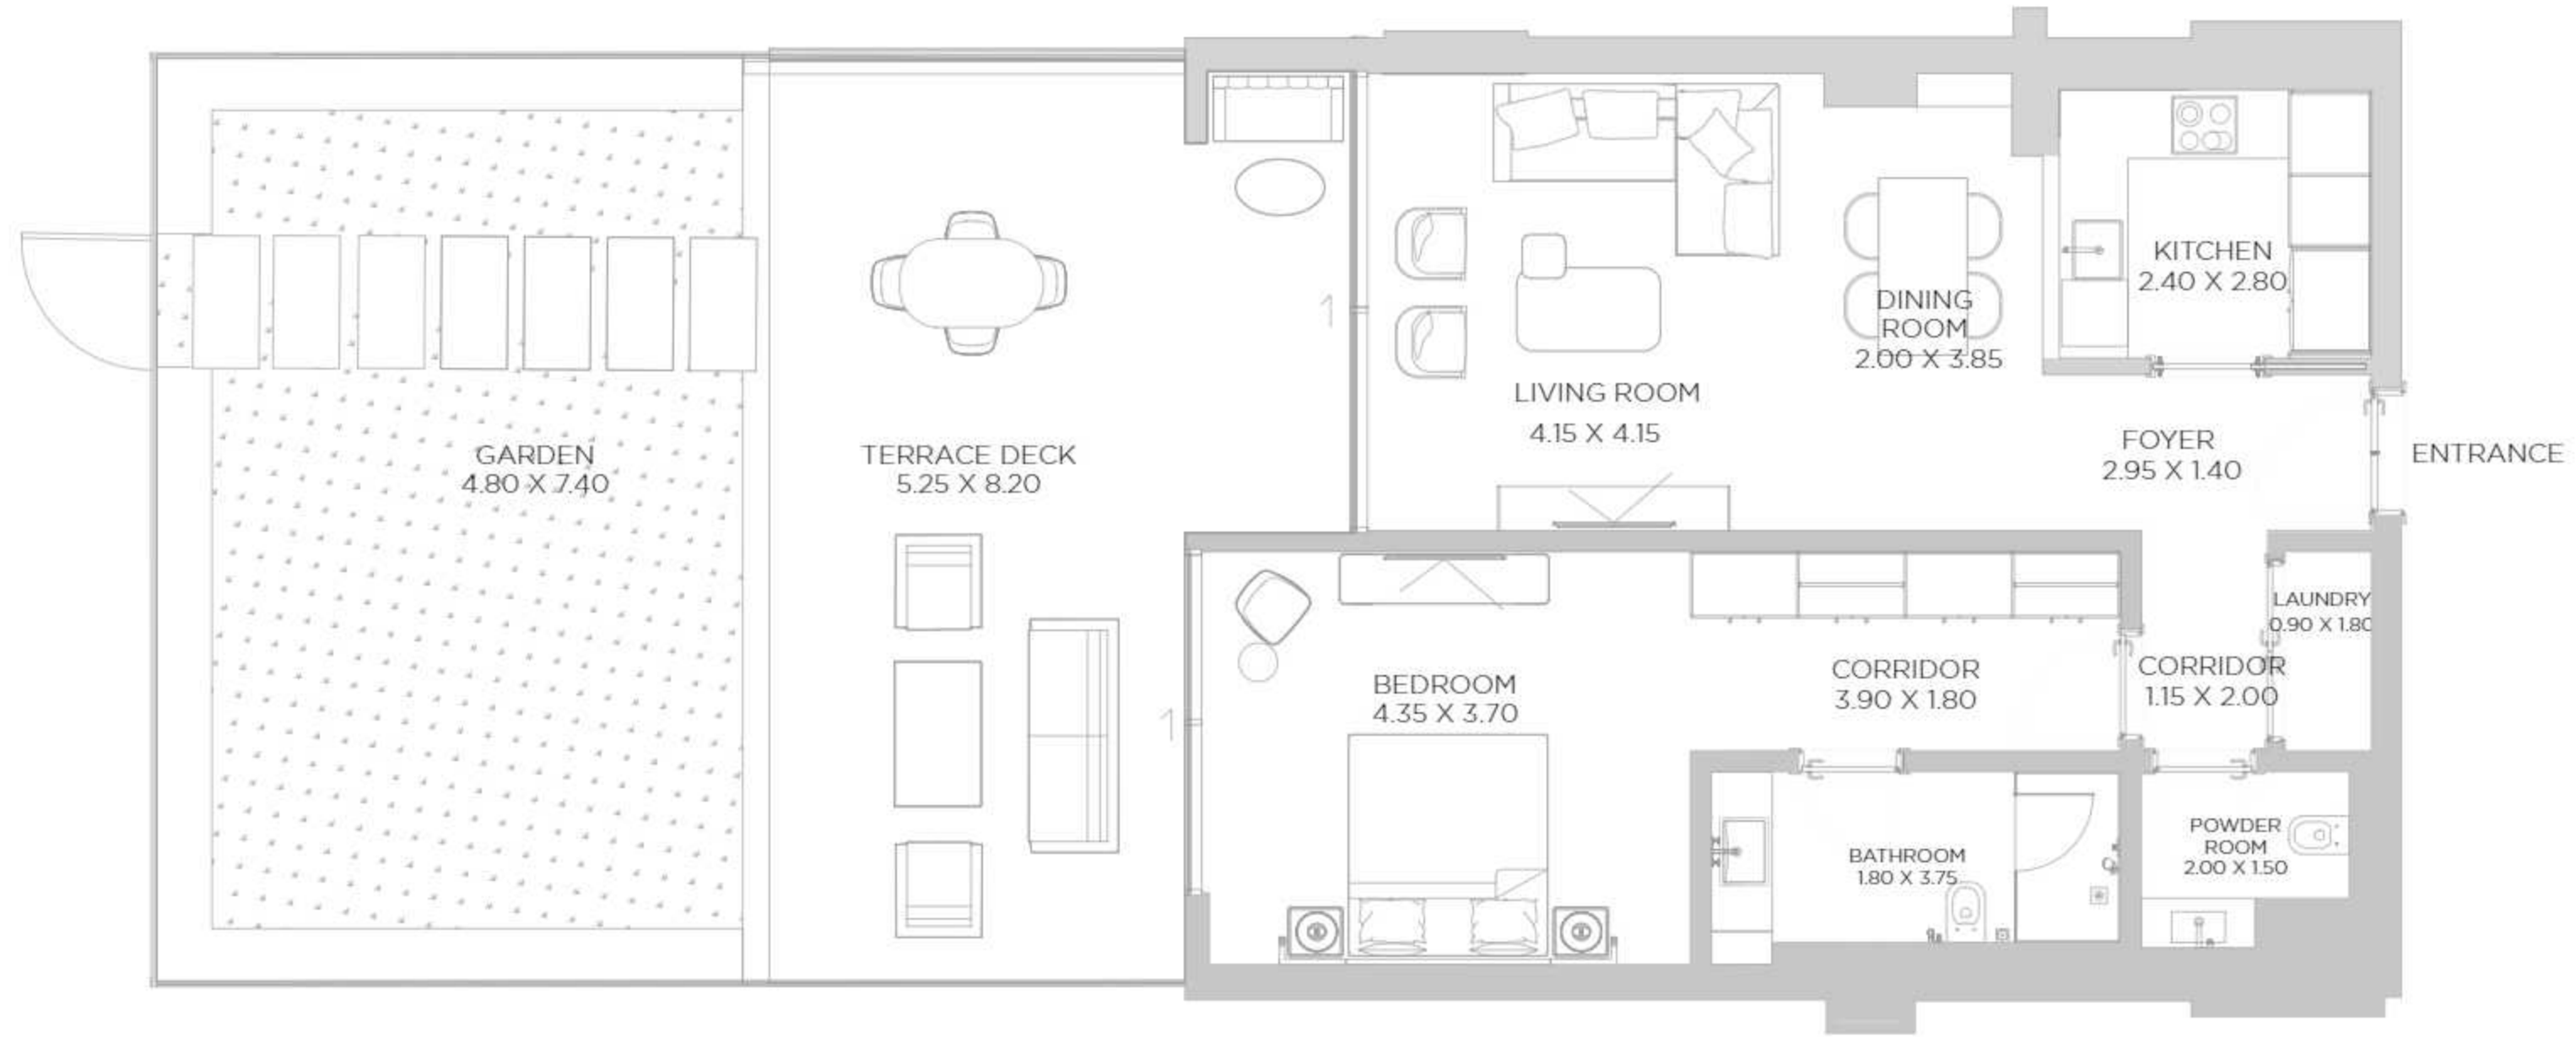 GARDEN
4.80 X 7.40
TERRACE DECK
5.25 X 8.20
1
LIVING ROOM
4.15 X 4.15
DINING
ROOM
2.00 X 3.85
KITCHEN
2.40 X 2.80
FOYER
2.95 X 1.40
ENTRANCE
1
BEDROOM
4.35 X 3.70
CORRIDOR
3.90 X 1.80
CORRIDOR
1.15 X 2.00
LAUNDRY
0.90 X 1.80
BATHROOM
1.80 X 3.75
POWDER
ROOM
2.00 X 1.50